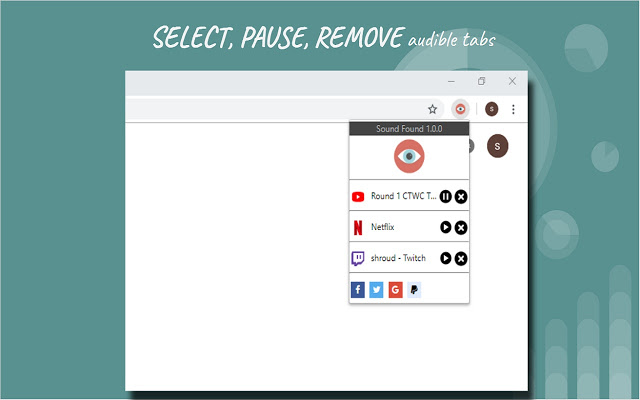 SELECT, PAUSE, REMOVE audible tabs
S
Sound Found 1.0.0
S
Round 1 CTWC T...
Netflix
shroud - Twitch